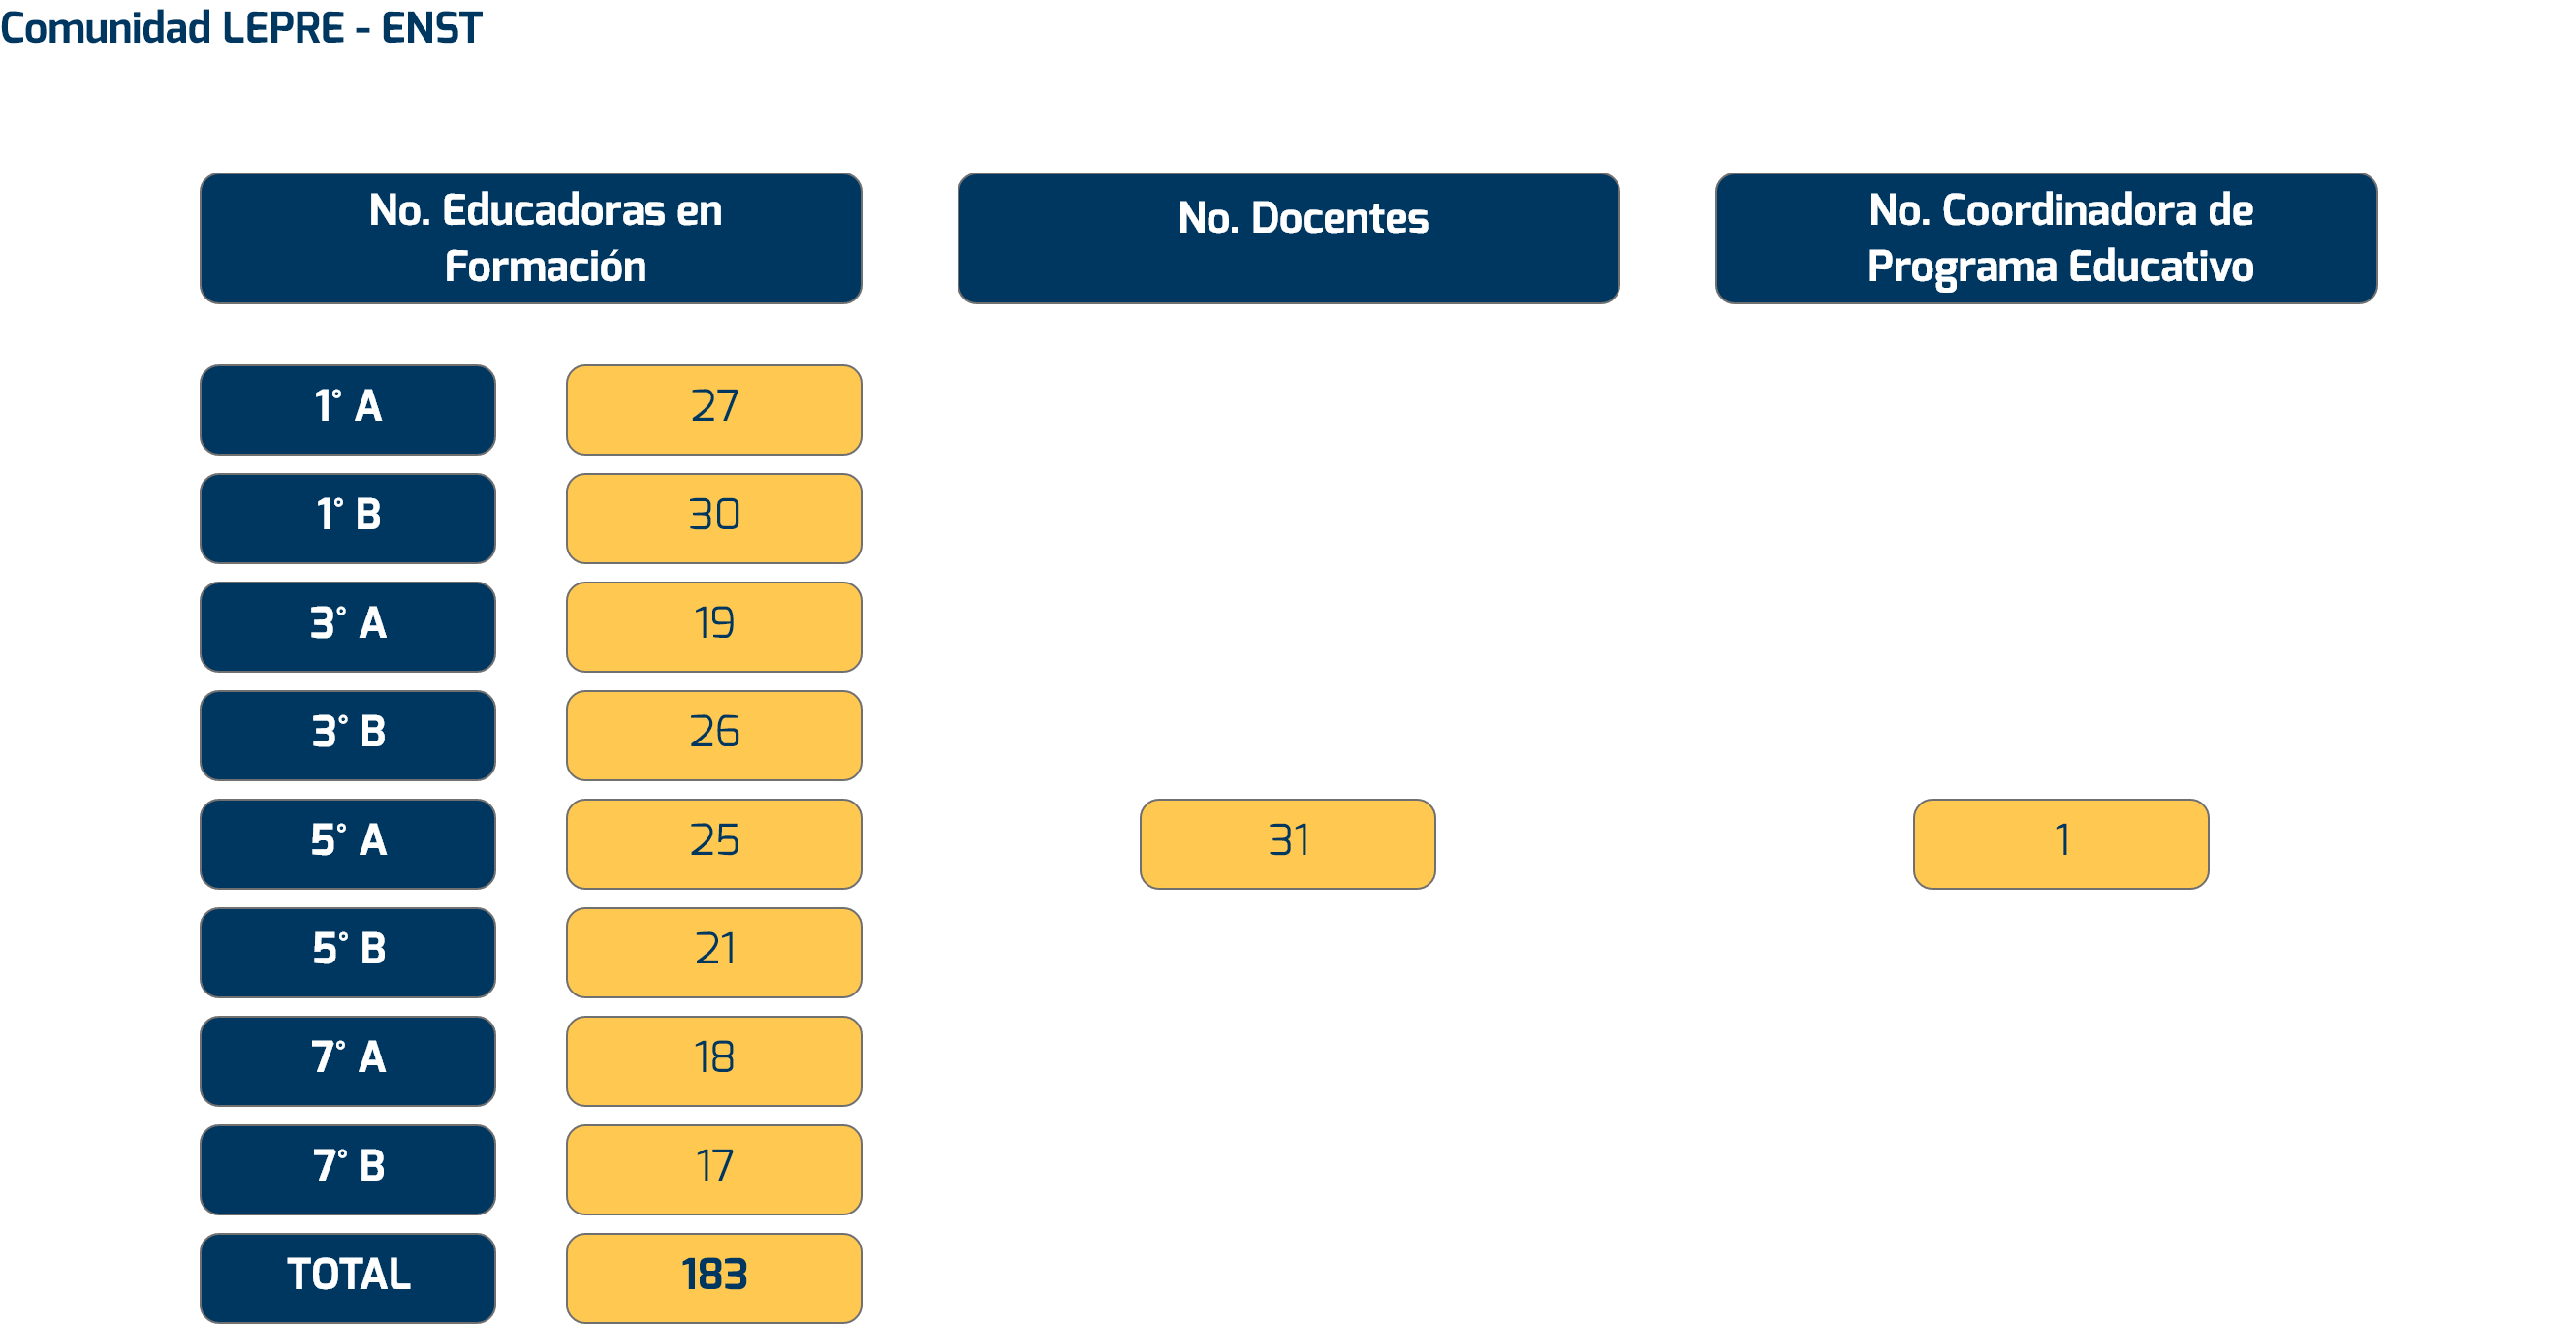 Comunidad LEPRE - ENST
No. Educadoras en
Formación
No. Docentes
No. Coordinadora de
Programa Educativo
1° A
27
1° B
30
3° A
19
3° B
26
5° A
25
31
1
5° B
21
7° A
18
7° B
17
TOTAL
183